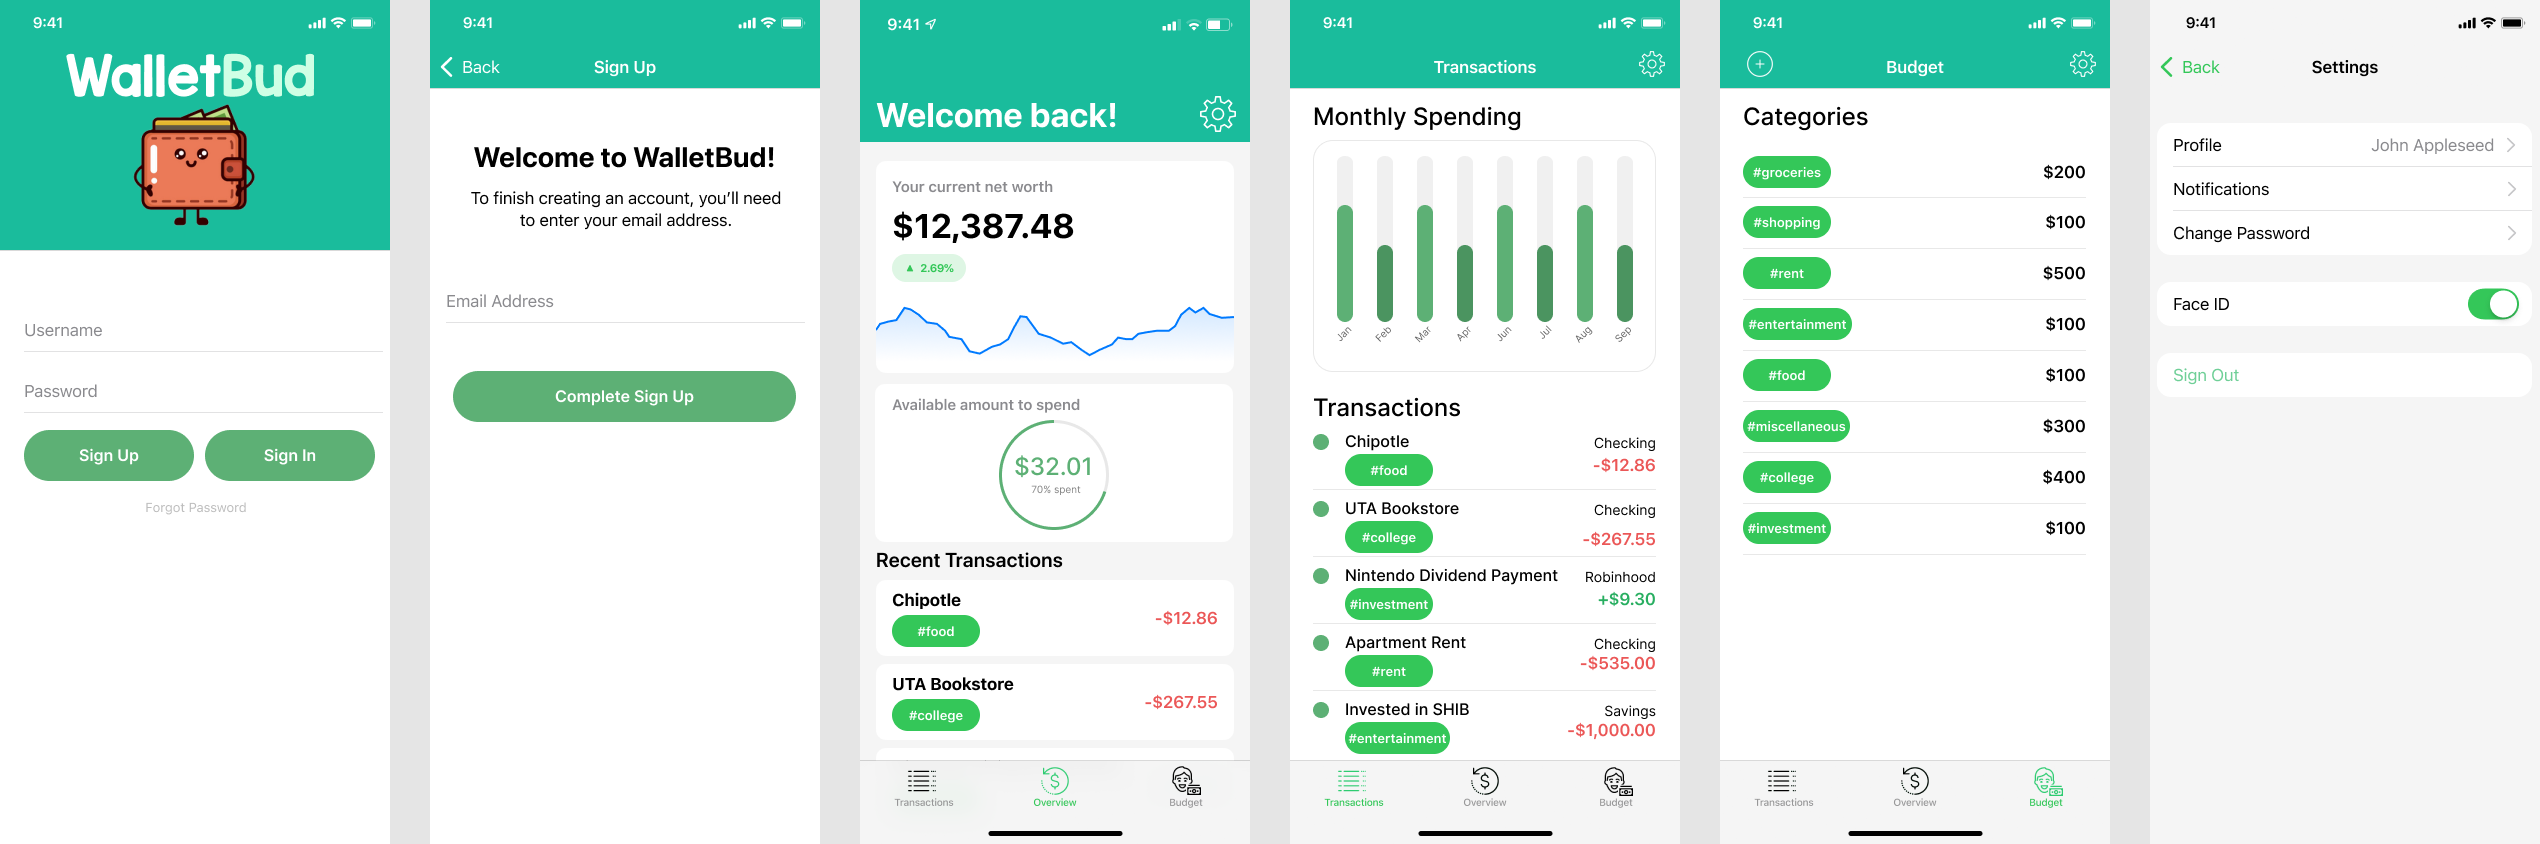 9:41
WalletBud
Username
Password
Sign Up
Sign In
Forgot Password
9:41
Back
Sign Up
Welcome to WalletBud!
To finish creating an account, you’ll need
to enter your email address.
Email Address
Complete Sign Up
9:41
Welcome back!
Your current net worth
$12,387.48
▲ 2.69%
Available amount to spend
$32.01
70% spent
Recent Transactions
Chipotle
#food
-$12.86
UTA Bookstore
#college
-$267.55
Transactions
Overview
Budget
9:41
Transactions
Monthly Spending
Jan
Feb
Mar
Apr
Jun
Jul
Aug
Sep
Transactions
Chipotle
Checking
#food
-$12.86
UTA Bookstore
Checking
#college
-$267.55
Nintendo Dividend Payment
Robinhood
#investment
+$9.30
Apartment Rent
Checking
#rent
-$535.00
Invested in SHIB
Savings
#entertainment
-$1,000.00
Transactions
Overview
Budget
9:41
Budget
Categories
#groceries
$200
#shopping
$100
#rent
$500
#entertainment
$100
#food
$100
#miscellaneous
$300
#college
$400
#investment
$100
Transactions
Overview
Budget
9:41
Back
Settings
Profile
John Appleseed
Notifications
Change Password
Face ID
Sign Out